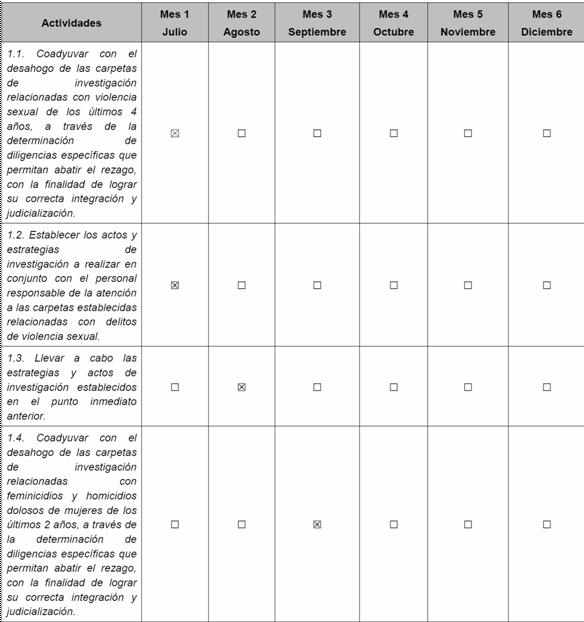 Actividades
Mes 1
Julio
Mes 2
Agosto
Mes 3
Septiembre
Mes 4
Octubre
Mes 5
Noviembre
Mes 6
Diciembre
1.1. Coadyuvar con el
desahogo de las carpetas
de investigación
relacionadas con violencia
sexual de los últimos 4
años, a través de la
determinación de
diligencias específicas que
permitan abatir el rezago,
con la finalidad de lograr
su correcta integración y
judicialización.
☒ ☐ ☐ ☐ ☐ ☐
1.2. Establecer los actos y
estrategias de
investigación a realizar en
conjunto con el personal
responsable de la atención
a las carpetas establecidas
relacionadas con delitos
de violencia sexual.
☒ ☐ ☐ ☐ ☐ ☐
1.3. Llevar a cabo las
estrategias y actos de
investigación establecidos
en el punto inmediato
anterior.
☐ ☒ ☐ ☐ ☐ ☐
1.4. Coadyuvar con el
desahogo de las carpetas
de investigación
relacionadas con
feminicidios y homicidios
dolosos de mujeres de los
últimos 2 años, a través de
la determinación de
diligencias específicas que
permitan abatir el rezago,
con la finalidad de lograr
su correcta integración y
judicialización.
☐ ☐ ☒ ☐ ☐ ☐